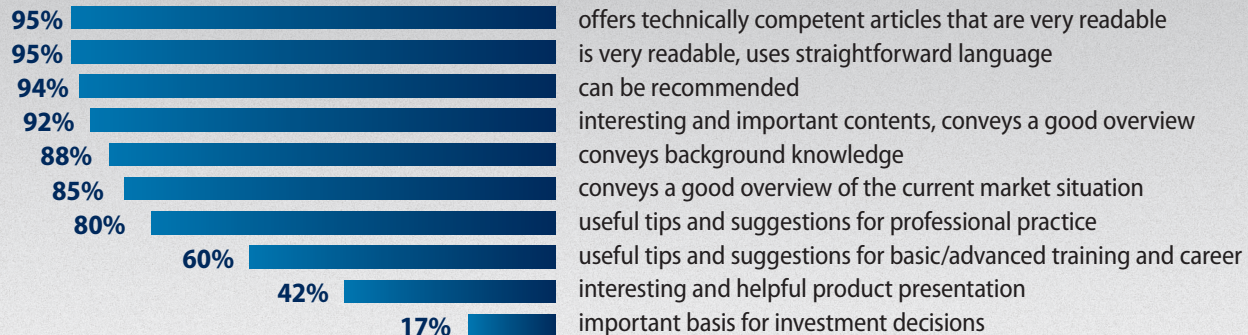 95% offers technically competent articles that are very readable
95% is very readable, uses straightforward language
94% can be recommended
92% interesting and important contents, conveys a good overview
88% conveys background knowledge
85% conveys a good overview of the current market situation
80% useful tips and suggestions for professional practice
60% useful tips and suggestions for basic/advanced training and career
42% interesting and helpful product presentation
17% important basis for investment decisions